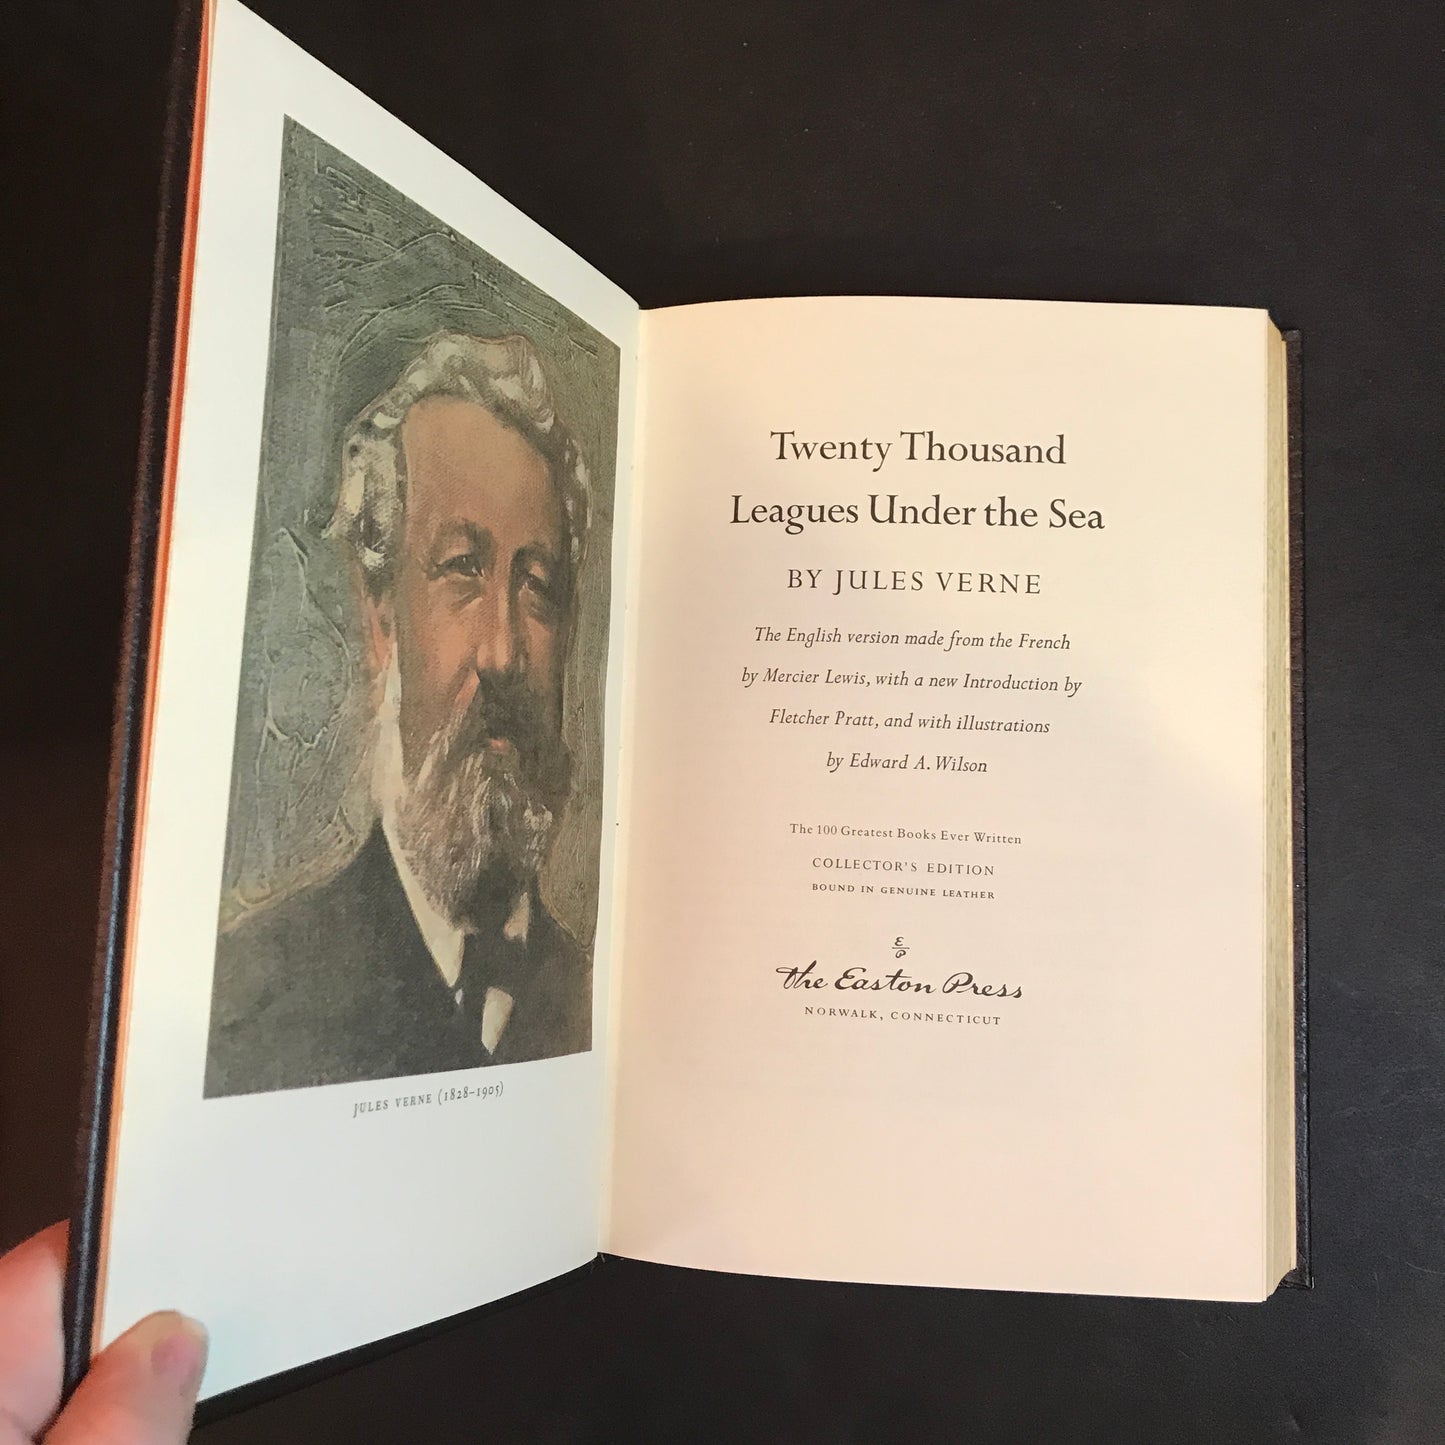 JULES VERNE (1828–1905)
Twenty Thousand
Leagues Under the Sea
BY JULES VERNE
The English version made from the French
by Mercier Lewis, with a new Introduction by
Fletcher Pratt, and with illustrations
by Edward A. Wilson
The 100 Greatest Books Ever Written
COLLECTOR'S EDITION
BOUND IN GENUINE LEATHER
E
P
The Easton Press
NORWALK, CONNECTICUT